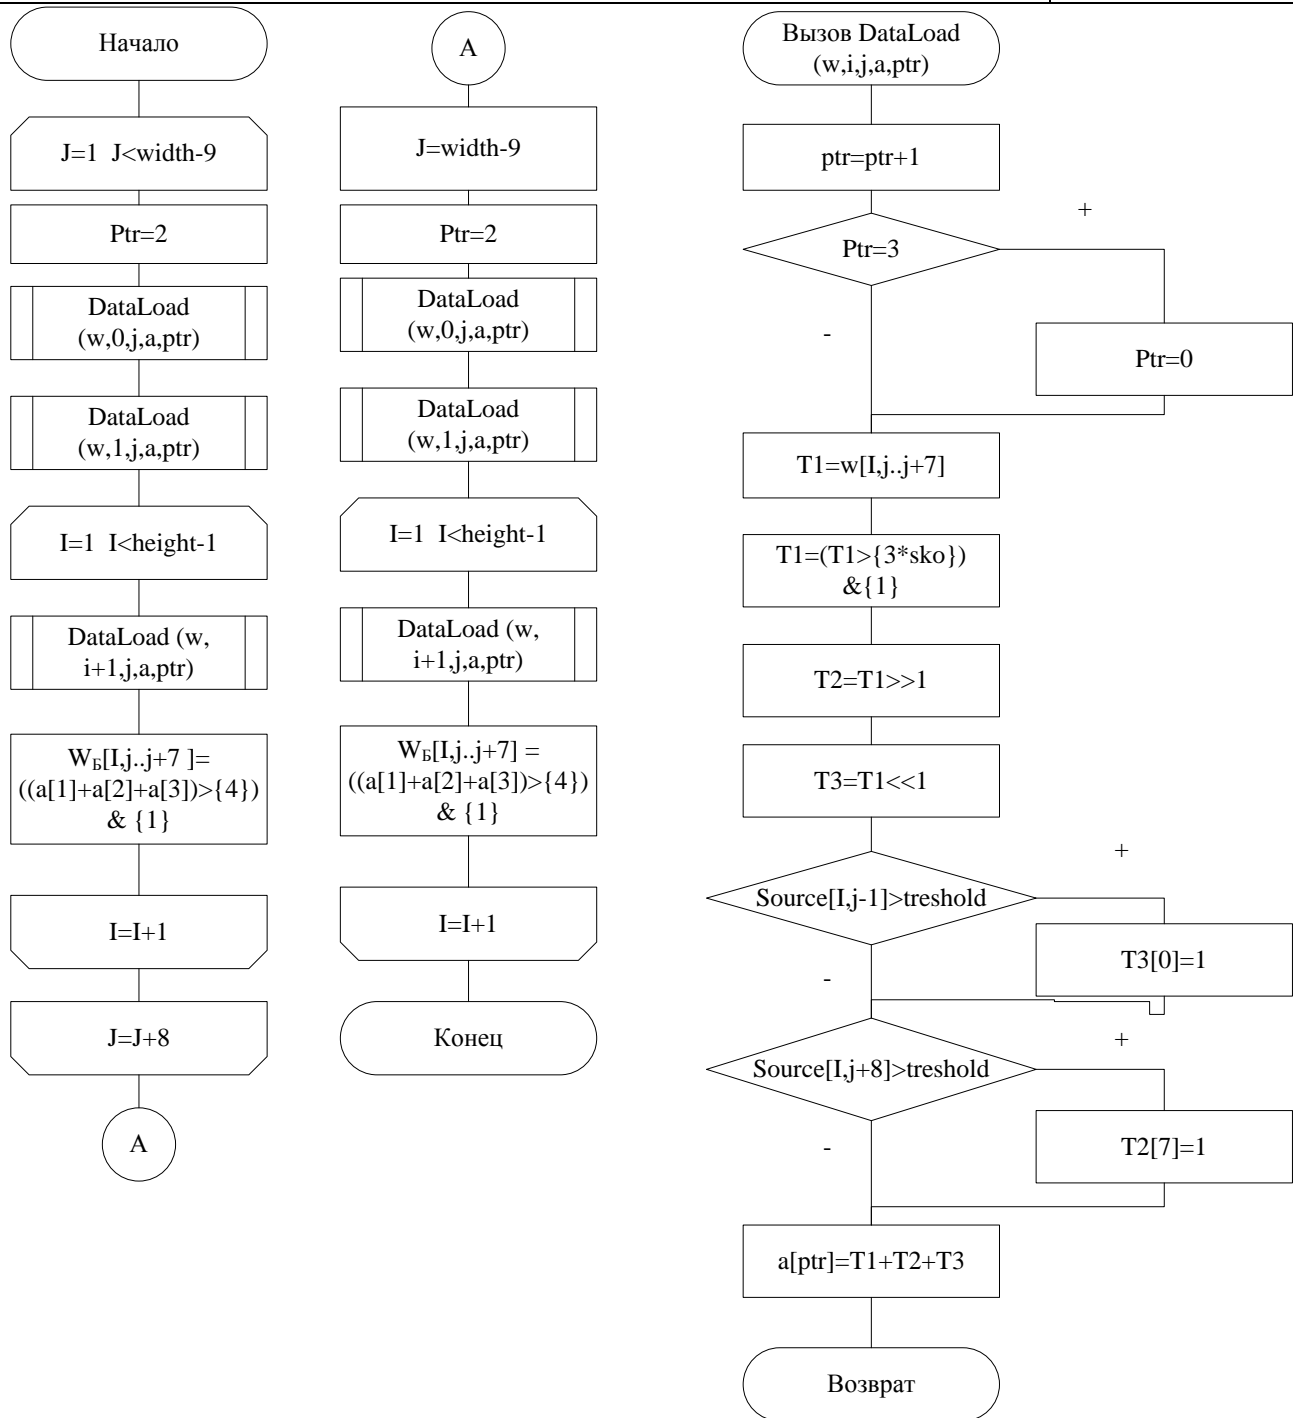 Начало
J=1 J<width-9
Ptr=2
DataLoad
(w,0,j,a,ptr)
DataLoad
(w,1,j,a,ptr)
I=1 I<height-1
DataLoad (w,
i+1,j,a,ptr)
WБ[I,j..j+7 ]=
((a[1]+a[2]+a[3])>{4})
& {1}
I=I+1
J=J+8
A
A
J=width-9
Ptr=2
DataLoad
(w,0,j,a,ptr)
DataLoad
(w,1,j,a,ptr)
I=1 I<height-1
DataLoad (w,
i+1,j,a,ptr)
WБ[I,j..j+7] =
((a[1]+a[2]+a[3])>{4})
& {1}
I=I+1
Конец
Вызов DataLoad
(w,i,j,a,ptr)
ptr=ptr+1
+
Ptr=3
-
Ptr=0
T1=w[I,j..j+7]
T1=(T1>{3*sko})
&{1}
T2=T1>>1
T3=T1<<1
+
Source[I,j-1]>treshold
-
T3[0]=1
+
Source[I,j+8]>treshold
-
T2[7]=1
a[ptr]=T1+T2+T3
Возврат